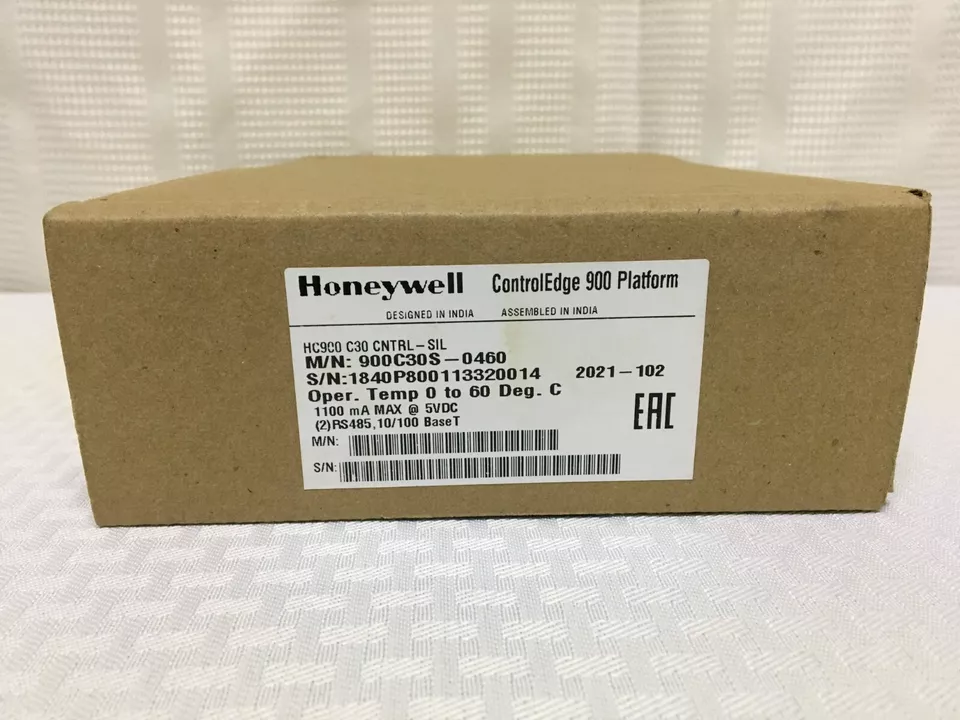 Honeywell ControlEdge 900 Platform
DESIGNED IN INDIA ASSEMBLED IN INDIA
HC900 C30 CNTRL-SIL
M/N: 900C30S-0460
S/N:1840P800113320014 2021-102
Oper. Temp 0 to 60 Deg. C
1100 mA MAX @ 5VDC
(2)RS485,10/100 BaseT
EAC
M/N:
S/N: